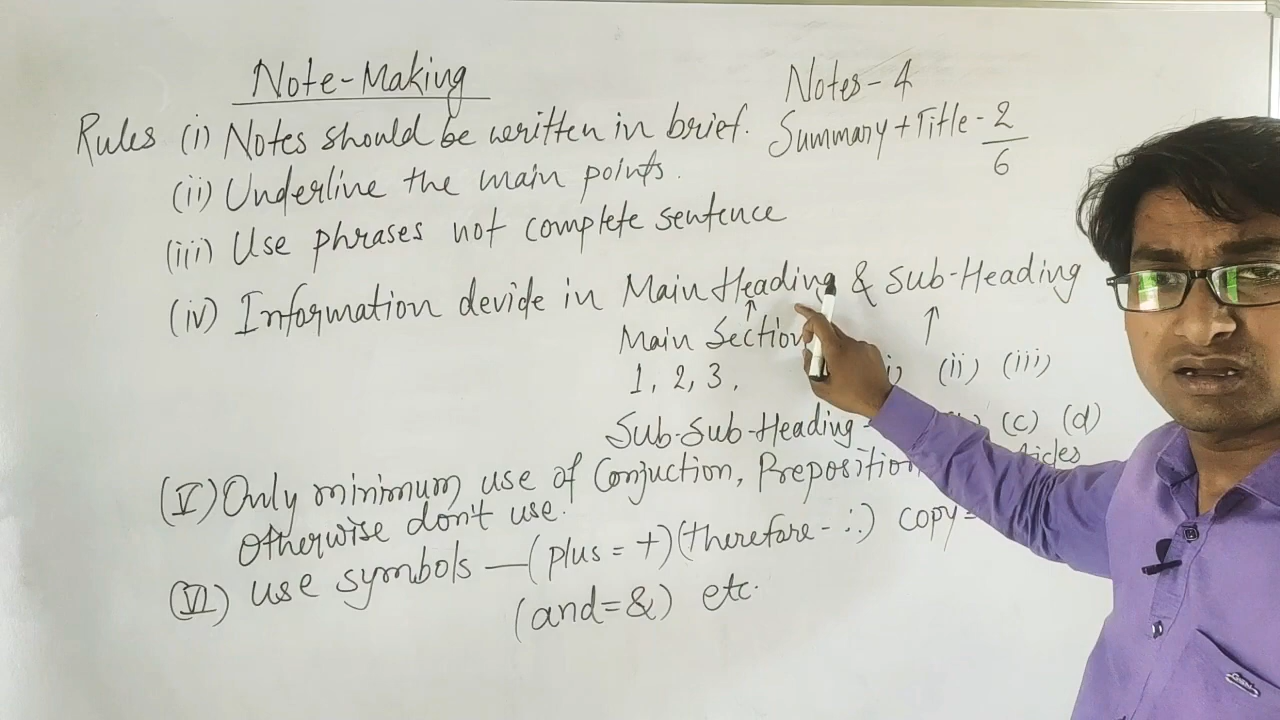 Note-Making
Notes - 4
Rules (i) Notes should be written in brief.
Summary + Title - 2
6
(ii) Underline the main points.
(iii) Use phrases not complete sentence
(iv) Information devide in Main Heading & Sub-Heading
Main Section
1, 2, 3,
(ii) (iii)
Sub-Sub-Heading - (c) (d)
(V) Only minimum use of Conjuction, Preposition
otherwise don't use.
(VI) use symbols — (plus = +) (therefore - ∴) copy =
(and = &) etc.